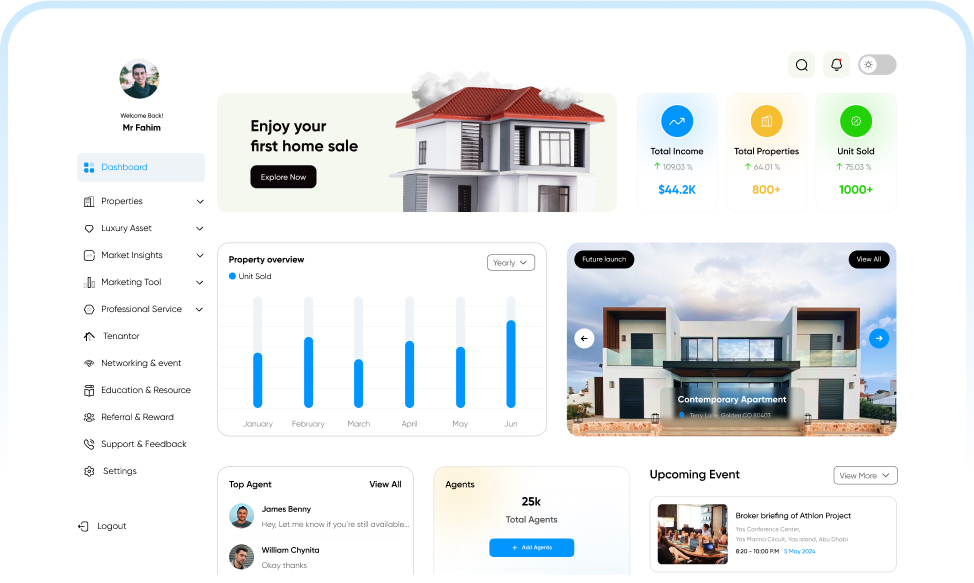 Welcome Back!
Mr Fahim
Dashboard
Properties
Luxury Asset
Market Insights
Marketing Tool
Professional Service
Tenantor
Networking & event
Education & Resource
Referral & Reward
Support & Feedback
Settings
Logout
Enjoy your
first home sale
Explore Now
Total Income
109.03 %
$44.2K
Total Properties
64.01 %
800+
Unit Sold
75.03 %
1000+
Property overview
Unit Sold
Yearly
January February March April May Jun
Future launch
View All
Contemporary Apartment
Terry Lane, Golden CO 80403
Top Agent
View All
James Benny
Hey, Let me know if you're still available...
William Chynita
Okay thanks
Agents
25k
Total Agents
+ Add Agents
Upcoming Event
View More
Broker briefing of Athlon Project
Yas Conference Center,
Yas Marina Circuit, Yas Island, Abu Dhabi
8:20 - 10:00 P.M 5 May 2024